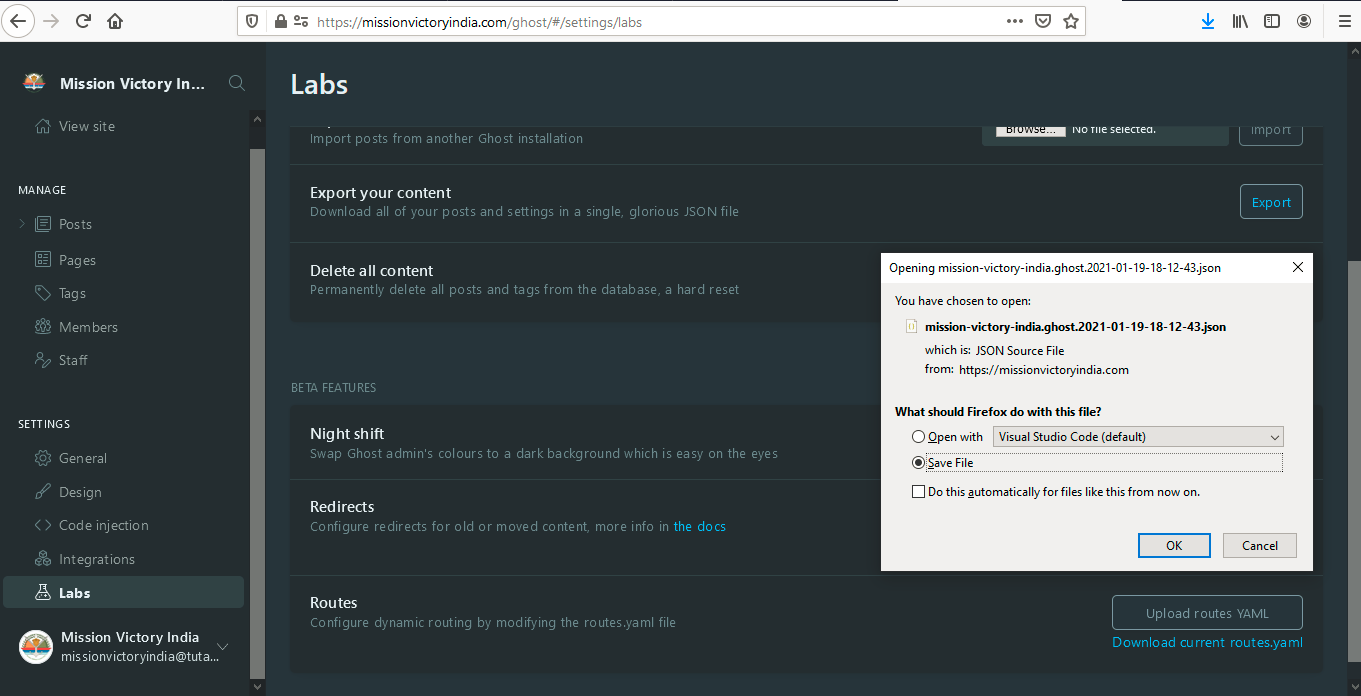 https://missionvictoryindia.com/ghost/#/settings/labs
Mission Victory In...
View site
MANAGE
Posts
Pages
Tags
Members
Staff
SETTINGS
General
Design
Code injection
Integrations
Labs
Mission Victory India
missionvictoryindia@tuta...
Labs
Import posts from another Ghost installation
Browse... No file selected.
Import
Export your content
Download all of your posts and settings in a single, glorious JSON file
Export
Delete all content
Permanently delete all posts and tags from the database, a hard reset
BETA FEATURES
Night shift
Swap Ghost admin's colours to a dark background which is easy on the eyes
Redirects
Configure redirects for old or moved content, more info in the docs
Routes
Configure dynamic routing by modifying the routes.yaml file
Upload routes YAML
Download current routes.yaml
Opening mission-victory-india.ghost.2021-01-19-18-12-43.json
You have chosen to open:
mission-victory-india.ghost.2021-01-19-18-12-43.json
which is: JSON Source File
from: https://missionvictoryindia.com
What should Firefox do with this file?
Open with Visual Studio Code (default)
Save File
Do this automatically for files like this from now on.
OK Cancel